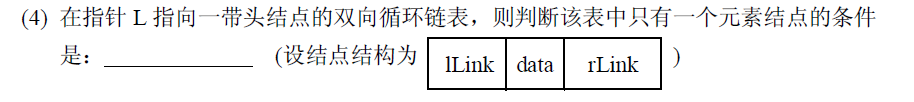 (4) 在指针 L 指向一带头结点的双向循环链表，则判断该表中只有一个元素结点的条件
是：______________ (设结点结构为 lLink data rLink )